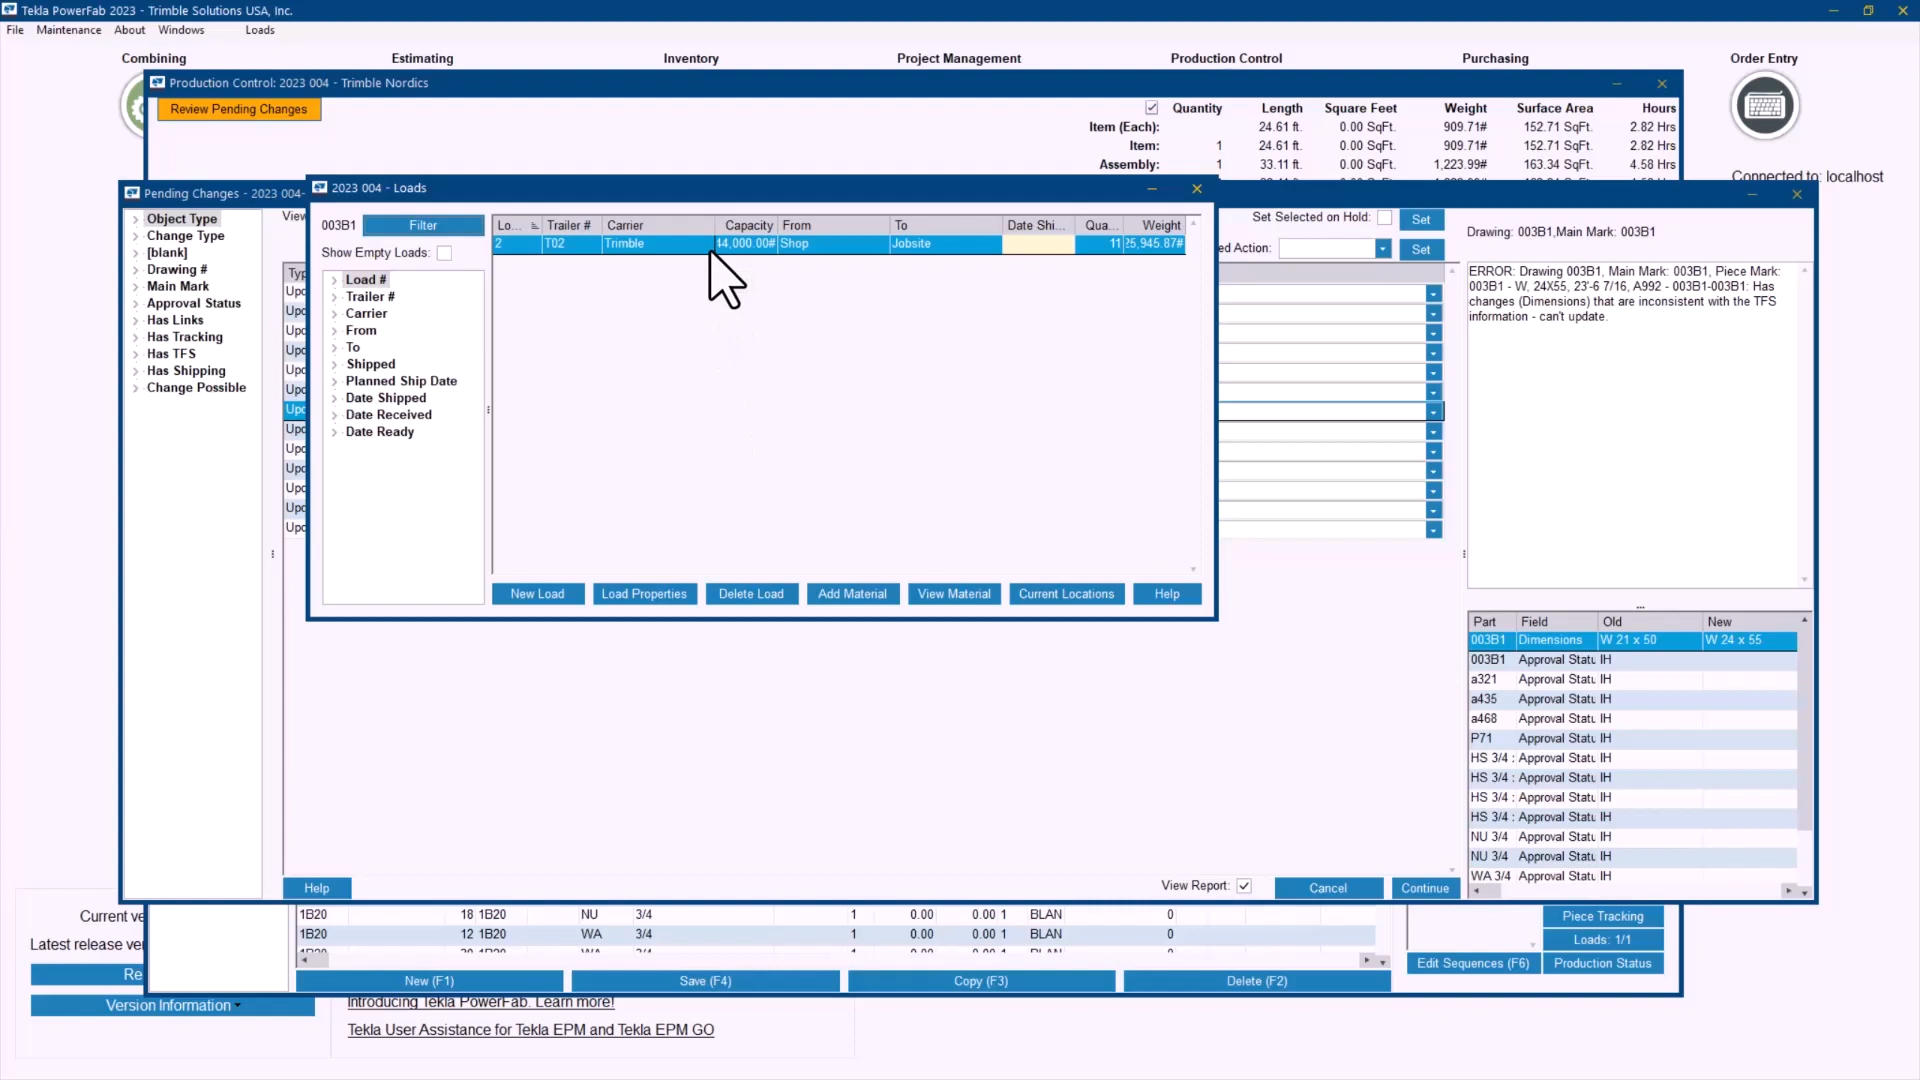 Tekla PowerFab 2023 - Trimble Solutions USA, Inc.
File Maintenance About Windows Loads
Combining Estimating Inventory Project Management Production Control Purchasing Order Entry
Production Control: 2023 004 - Trimble Nordics
Review Pending Changes
Quantity Length Square Feet Weight Surface Area Hours
Item (Each): 24.61 ft. 0.00 SqFt. 909.71# 152.71 SqFt. 2.82 Hrs
Item: 1 24.61 ft. 0.00 SqFt. 909.71# 152.71 SqFt. 2.82 Hrs
Assembly: 1 33.11 ft. 0.00 SqFt. 1,223.99# 163.34 SqFt. 4.58 Hrs
Connected to: localhost
Pending Changes - 2023 004-
Object Type
Change Type
[blank]
Drawing #
Main Mark
Approval Status
Has Links
Has Tracking
Has TFS
Has Shipping
Change Possible
View
Typ
Upd
Upd
Upd
Upd
Upd
Upd
Upd
Upd
Upd
Upd
Upd
Upd
Upd
2023 004 - Loads
003B1 Filter
Show Empty Loads:
Load #
Trailer #
Carrier
From
To
Shipped
Planned Ship Date
Date Shipped
Date Received
Date Ready
Lo... Trailer # Carrier Capacity From To Date Shi... Qua... Weight
2 T02 Trimble 44,000.00# Shop Jobsite 11 25,945.87#
New Load Load Properties Delete Load Add Material View Material Current Locations Help
Set Selected on Hold: Set
ed Action: Set
Drawing: 003B1,Main Mark: 003B1
ERROR: Drawing 003B1, Main Mark: 003B1, Piece Mark:
003B1 - W, 24X55, 23'-6 7/16, A992 - 003B1-003B1: Has
changes (Dimensions) that are inconsistent with the TFS
information - can't update.
Part Field Old New
003B1 Dimensions W 21 x 50 W 24 x 55
003B1 Approval Statu IH
a321 Approval Statu IH
a435 Approval Statu IH
a468 Approval Statu IH
P71 Approval Statu IH
HS 3/4 : Approval Statu IH
HS 3/4 : Approval Statu IH
HS 3/4 : Approval Statu IH
HS 3/4 : Approval Statu IH
NU 3/4 Approval Statu IH
NU 3/4 Approval Statu IH
WA 3/4 Approval Statu IH
Help View Report: Cancel Continue
1B20 18 1B20 NU 3/4 1 0.00 0.00 1 BLAN 0
1B20 12 1B20 WA 3/4 1 0.00 0.00 1 BLAN 0
Piece Tracking
Loads: 1/1
Edit Sequences (F6) Production Status
New (F1) Save (F4) Copy (F3) Delete (F2)
Current ve
Latest release ver
Re
Version Information
Introducing Tekla PowerFab. Learn more!
Tekla User Assistance for Tekla EPM and Tekla EPM GO